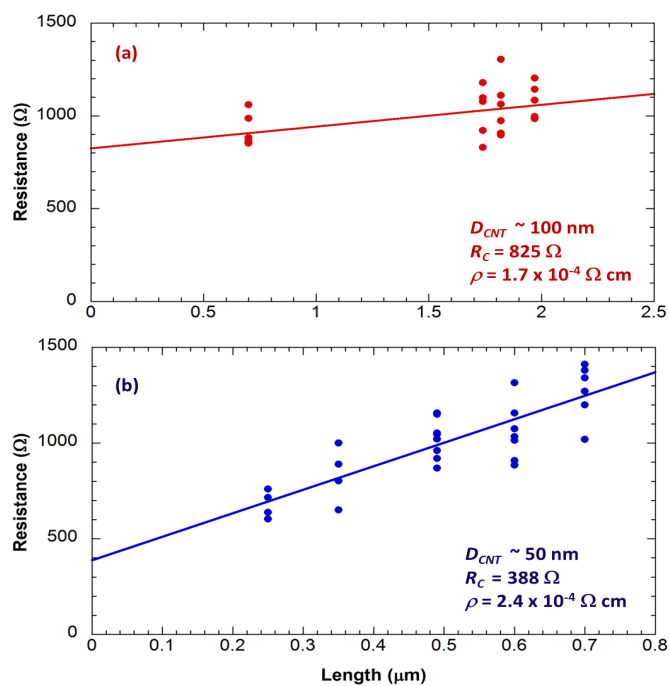 1500
(a)
1000
Resistance (Ω)
500
D_CNT ~ 100 nm
R_C = 825 Ω
ρ = 1.7 x 10⁻⁴ Ω cm
0
0 0.5 1 1.5 2 2.5
1500
(b)
1000
Resistance (Ω)
500
D_CNT ~ 50 nm
R_C = 388 Ω
ρ = 2.4 x 10⁻⁴ Ω cm
0
0 0.1 0.2 0.3 0.4 0.5 0.6 0.7 0.8
Length (μm)